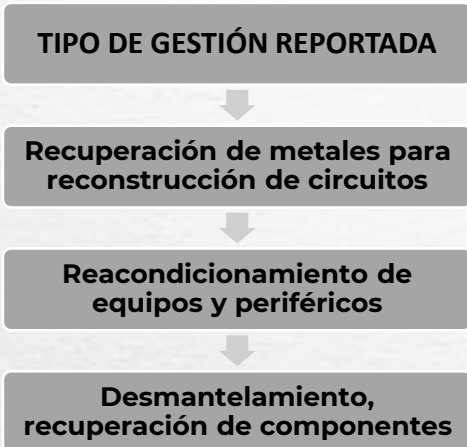 TIPO DE GESTIÓN REPORTADA
Recuperación de metales para
reconstrucción de circuitos
Reacondicionamiento de
equipos y periféricos
Desmantelamiento,
recuperación de componentes